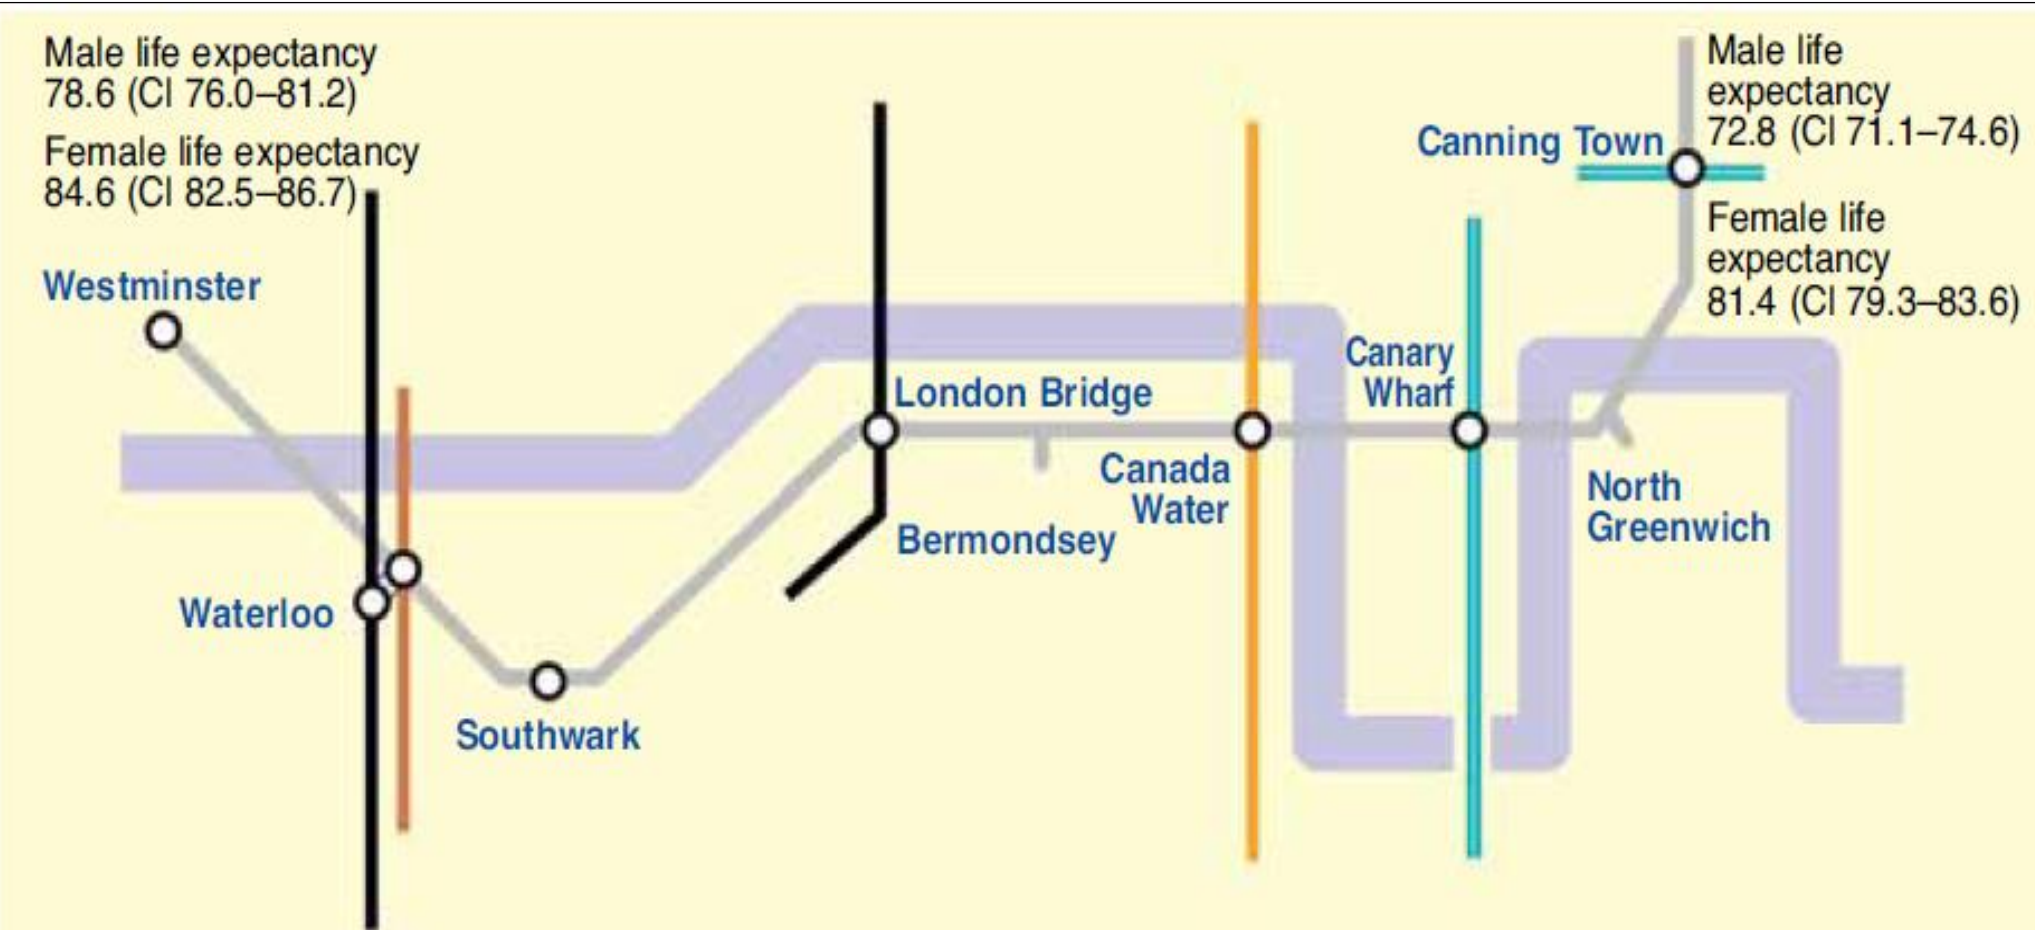 Male life expectancy
78.6 (CI 76.0–81.2)
Female life expectancy
84.6 (CI 82.5–86.7)
Westminster
Waterloo
Southwark
London Bridge
Bermondsey
Canada
Water
Canary
Wharf
North
Greenwich
Canning Town
Male life
expectancy
72.8 (CI 71.1–74.6)
Female life
expectancy
81.4 (CI 79.3–83.6)